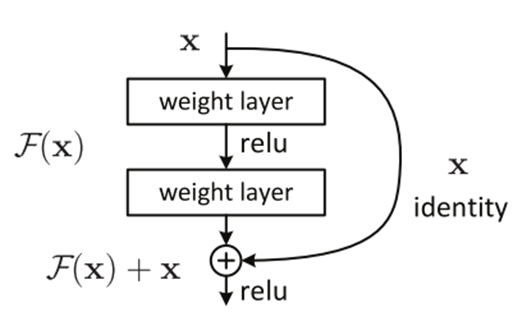 x
weight layer
relu
F(x)
weight layer
x
identity
F(x) + x
+
relu